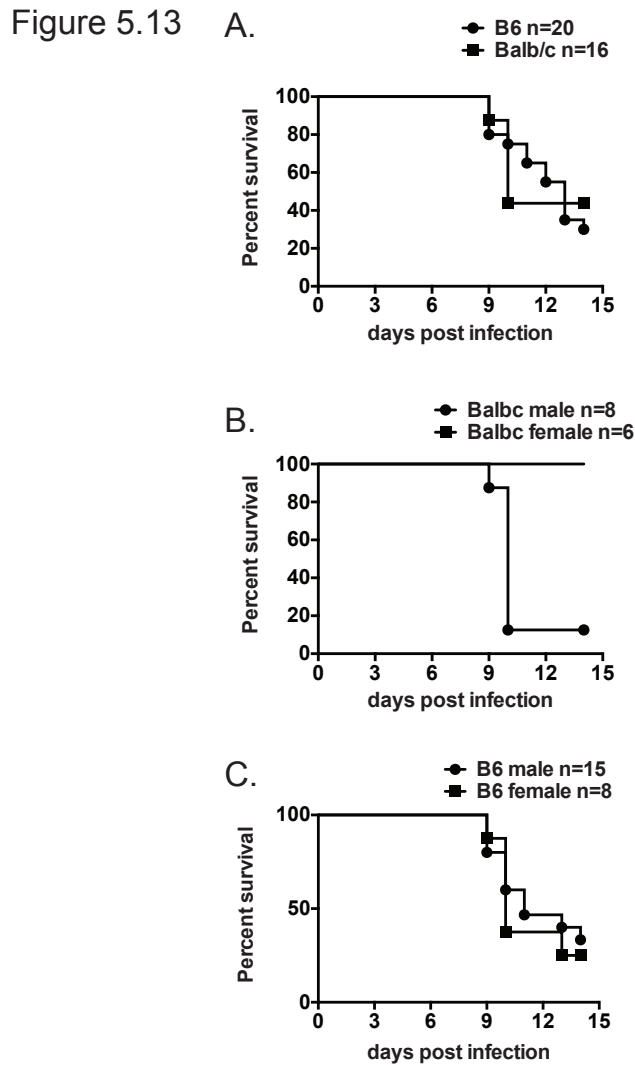 Figure 5.13
A.
B6 n=20
Balb/c n=16
100
80
60
40
20
0
Percent survival
0 3 6 9 12 15
days post infection
B.
Balbc male n=8
Balbc female n=6
100
80
60
40
20
0
Percent survival
0 3 6 9 12 15
days post infection
C.
B6 male n=15
B6 female n=8
100
50
0
Percent survival
0 3 6 9 12 15
days post infection